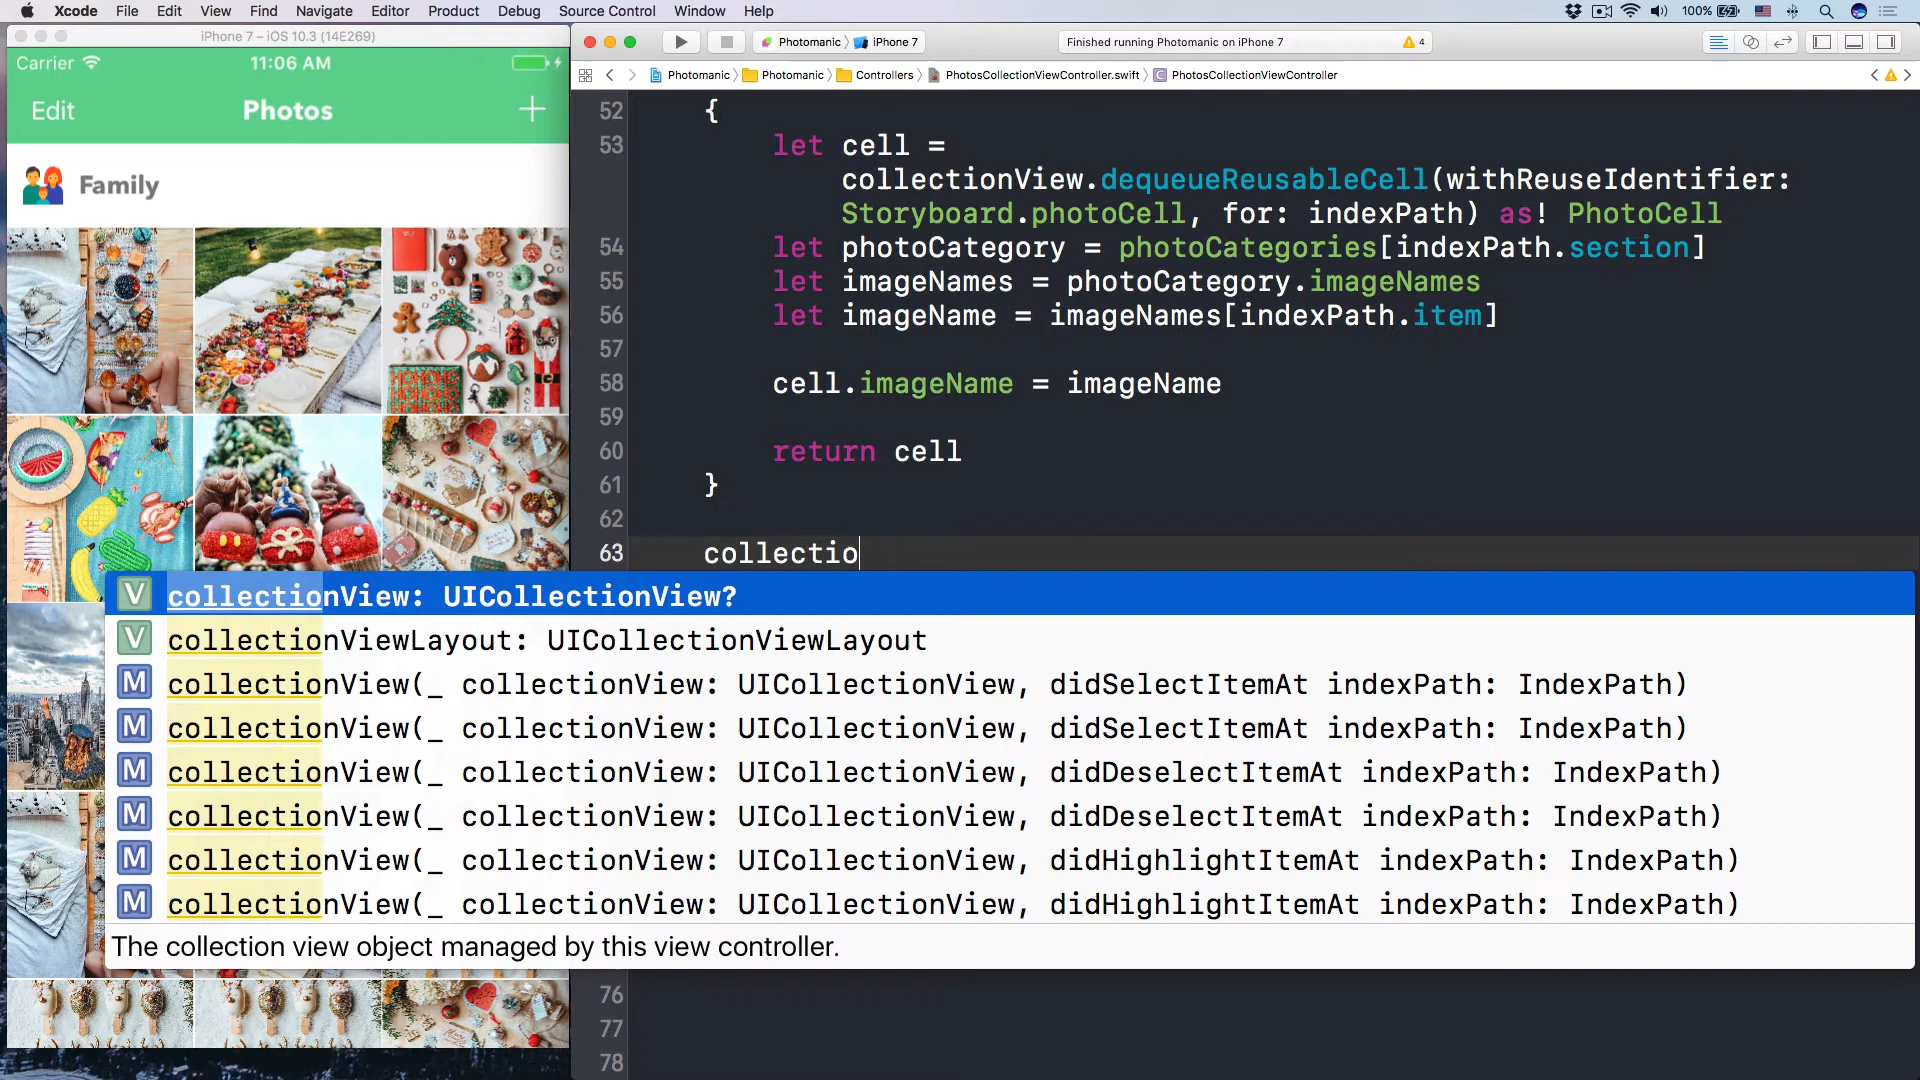 Xcode File Edit View Find Navigate Editor Product Debug Source Control Window Help 100%
iPhone 7 – iOS 10.3 (14E269)
Carrier 11:06 AM
Edit Photos +
Family
Photomanic iPhone 7 Finished running Photomanic on iPhone 7 4
Photomanic Photomanic Controllers PhotosCollectionViewController.swift C PhotosCollectionViewController
52 {
53 let cell =
collectionView.dequeueReusableCell(withReuseIdentifier:
Storyboard.photoCell, for: indexPath) as! PhotoCell
54 let photoCategory = photoCategories[indexPath.section]
55 let imageNames = photoCategory.imageNames
56 let imageName = imageNames[indexPath.item]
57
58 cell.imageName = imageName
59
60 return cell
61 }
62
63 collectio
V collectionView: UICollectionView?
V collectionViewLayout: UICollectionViewLayout
M collectionView(_ collectionView: UICollectionView, didSelectItemAt indexPath: IndexPath)
M collectionView(_ collectionView: UICollectionView, didSelectItemAt indexPath: IndexPath)
M collectionView(_ collectionView: UICollectionView, didDeselectItemAt indexPath: IndexPath)
M collectionView(_ collectionView: UICollectionView, didDeselectItemAt indexPath: IndexPath)
M collectionView(_ collectionView: UICollectionView, didHighlightItemAt indexPath: IndexPath)
M collectionView(_ collectionView: UICollectionView, didHighlightItemAt indexPath: IndexPath)
The collection view object managed by this view controller.
76
77
78